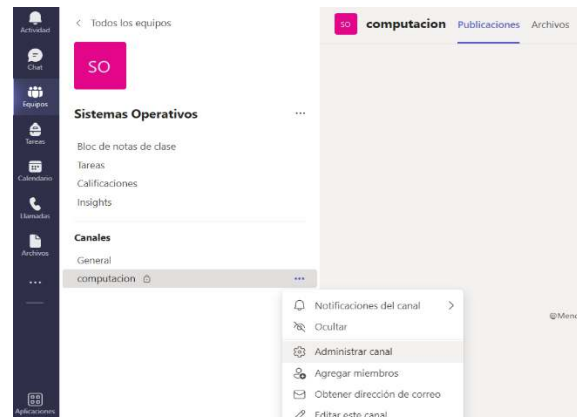 Actividad
Chat
Equipos
Tareas
Calendario
Llamadas
Archivos
Aplicaciones
< Todos los equipos
SO
Sistemas Operativos
Bloc de notas de clase
Tareas
Calificaciones
Insights
Canales
General
computacion
SO computacion Publicaciones Archivos
Notificaciones del canal >
Ocultar
Administrar canal
Agregar miembros
Obtener dirección de correo
Editar este canal